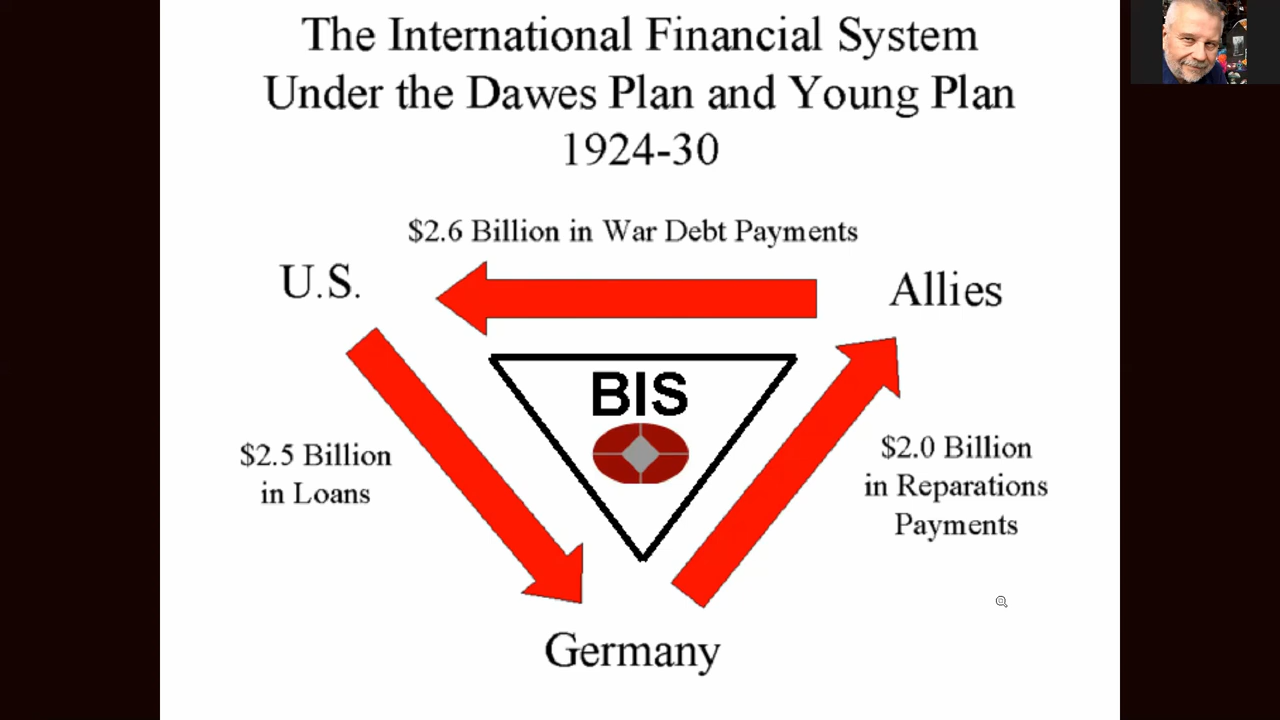 The International Financial System
Under the Dawes Plan and Young Plan
1924-30
$2.6 Billion in War Debt Payments
U.S.
Allies
BIS
$2.5 Billion
in Loans
$2.0 Billion
in Reparations
Payments
Germany